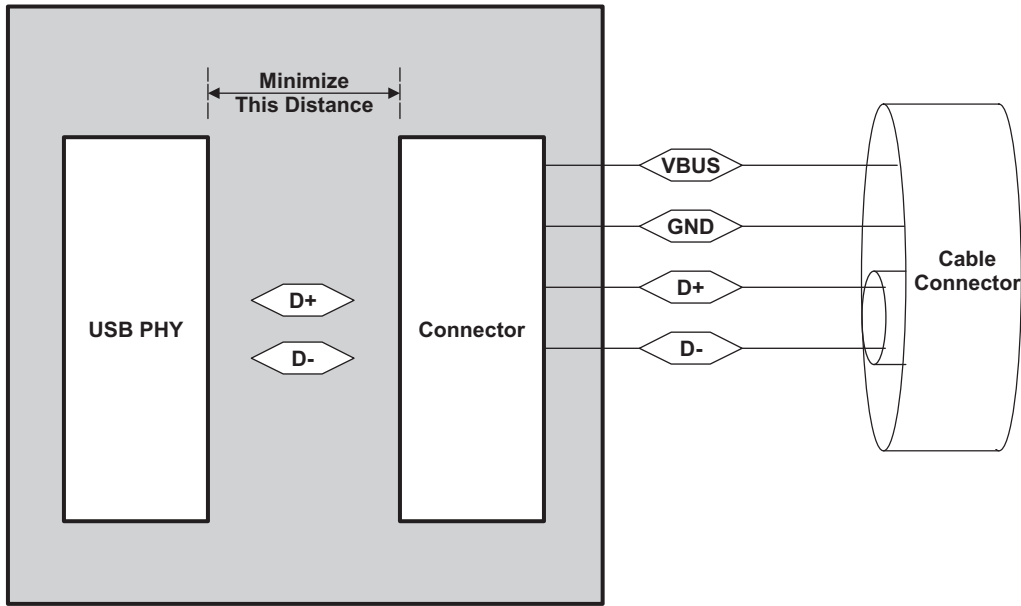 Minimize
This Distance
VBUS
GND
D+
D-
Cable
Connector
USB PHY
D+
D-
Connector